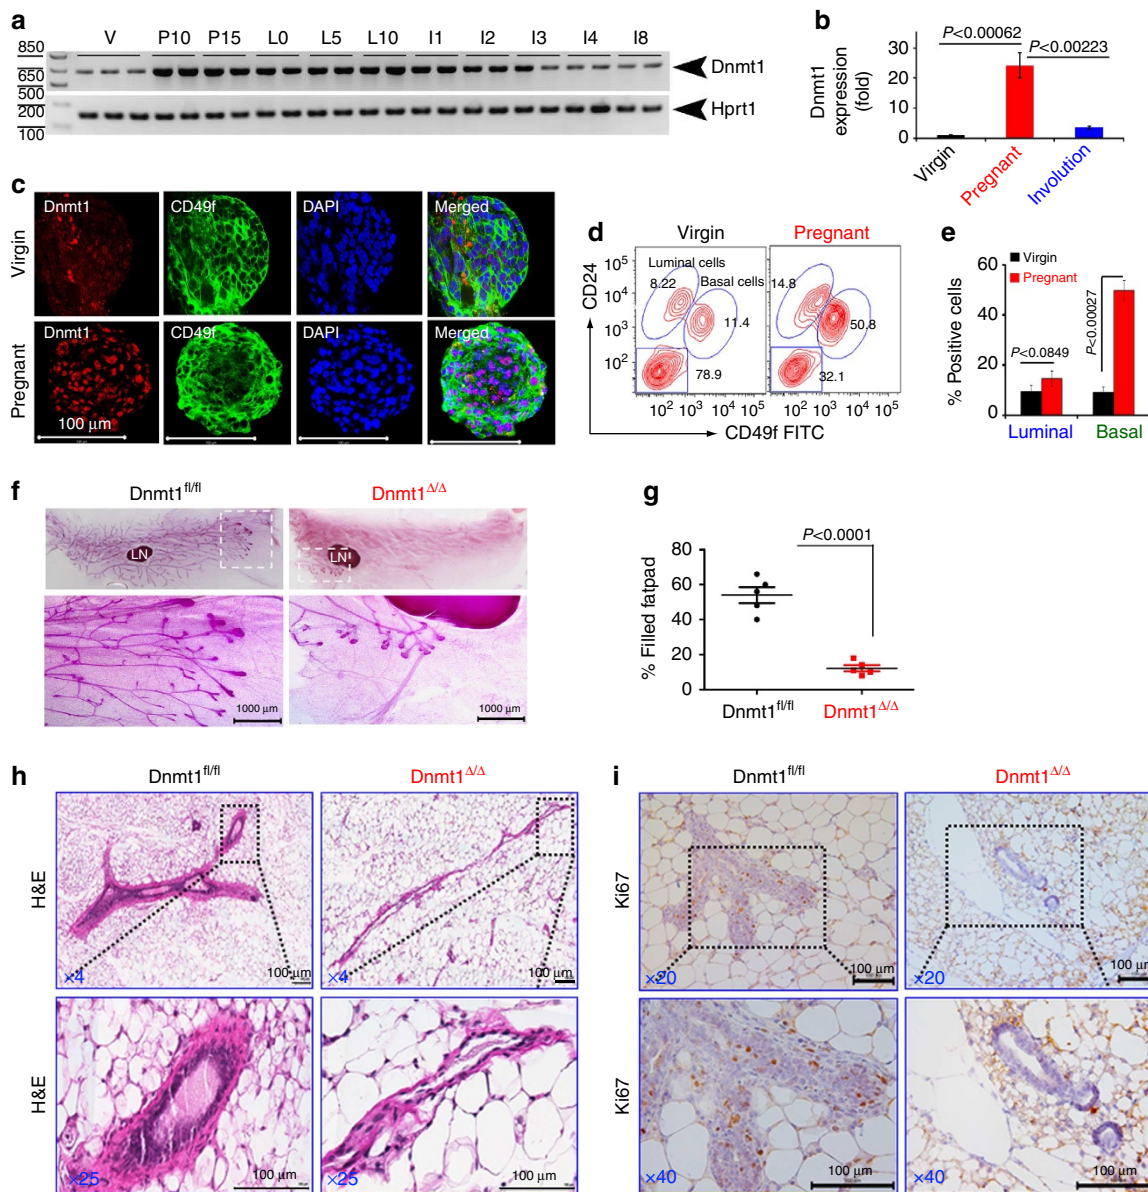 a
V P10 P15 L0 L5 L10 I1 I2 I3 I4 I8
850
650
500
200
100
Dnmt1
Hprt1
b
Dnmt1
expression
(fold)
30
20
10
0
P<0.00062
P<0.00223
Virgin
Pregnant
Involution
c
Virgin
Dnmt1 CD49f DAPI Merged
Pregnant
Dnmt1 CD49f DAPI Merged
100 µm
d
Virgin Pregnant
CD24
10⁵
10⁴
10³
10²
Luminal cells
8.22
Basal cells
11.4
78.9
14.8
50.8
32.1
10² 10³ 10⁴ 10⁵ 10² 10³ 10⁴ 10⁵
CD49f FITC
e
% Positive cells
60
40
20
0
Virgin
Pregnant
P<0.0849
P<0.00027
Luminal Basal
f
Dnmt1fl/fl Dnmt1Δ/Δ
LN LN
1000 µm 1000 µm
g
% Filled fatpad
80
60
40
20
0
P<0.0001
Dnmt1fl/fl Dnmt1Δ/Δ
h
Dnmt1fl/fl Dnmt1Δ/Δ
H&E
×4 100 µm ×4 100 µm
H&E
×25 100 µm ×25 100 µm
i
Dnmt1fl/fl Dnmt1Δ/Δ
Ki67
×20 100 µm ×20 100 µm
Ki67
×40 100 µm ×40 100 µm